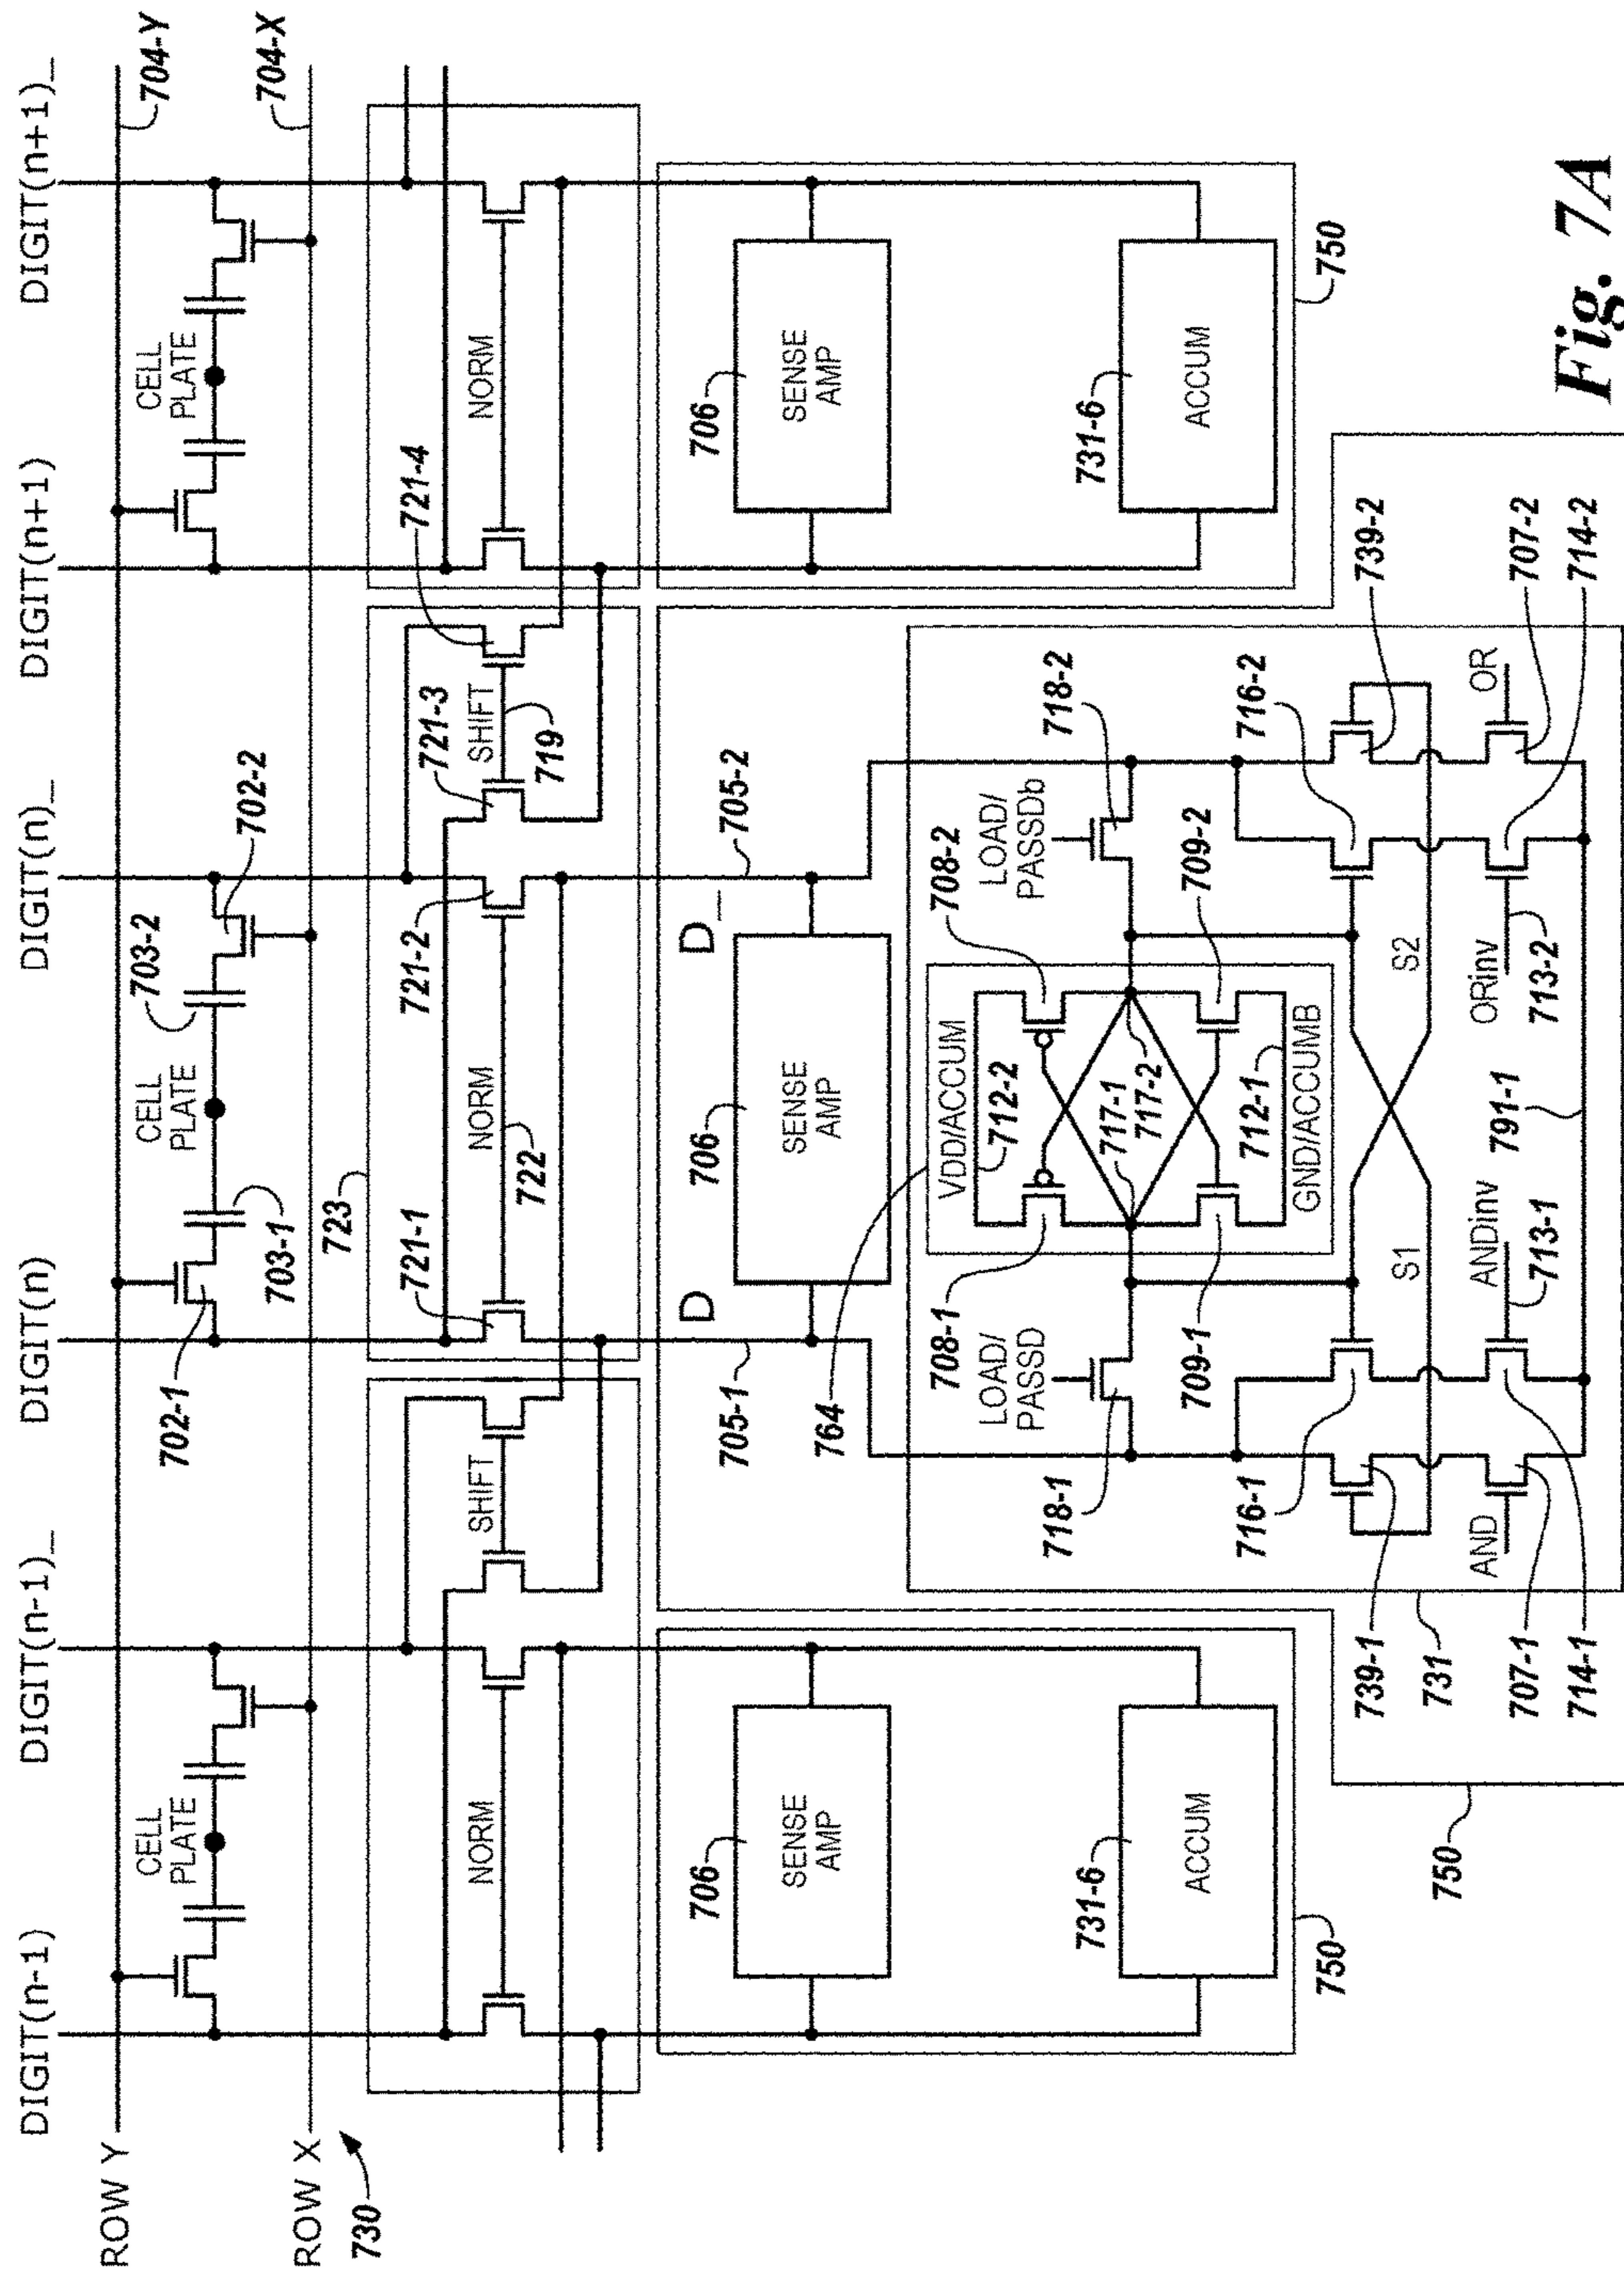 DIGIT(n-1)
DIGIT(n-1)_
DIGIT(n)
DIGIT(n)_
DIGIT(n+1)
DIGIT(n+1)_
ROW Y
704-Y
CELL
PLATE
702-1
CELL
PLATE
703-2
702-2
CELL
PLATE
703-1
ROW X
704-X
730
723
NORM
SHIFT
721-1
NORM
722
721-2
721-3
SHIFT
719
721-4
NORM
706
SENSE
AMP
705-1
D
706
SENSE
AMP
D_
705-2
706
SENSE
AMP
764
731-6
ACCUM
750
718-1
LOAD/
PASSD
708-1
709-1
VDD/ACCUM
712-2
717-1
717-2
712-1
GND/ACCUMB
708-2
709-2
LOAD/
PASSDb
718-2
731-6
ACCUM
750
739-1
716-1
S1
S2
716-2
739-2
731
AND
ANDinv
713-1
791-1
ORinv
713-2
OR
707-1
714-1
707-2
714-2
750
Fig. 7A